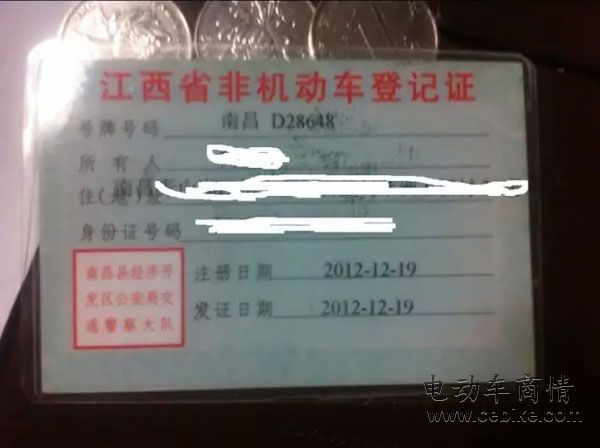 江西省非机动车登记证
号牌号码 南昌 D28648
所有人
住(地)址
身份证号码
南昌县经济开
发区公安局交
通警察大队
注册日期 2012-12-19
发证日期 2012-12-19
电动车商情
www.cebike.com